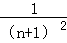 1
（n+1） 2